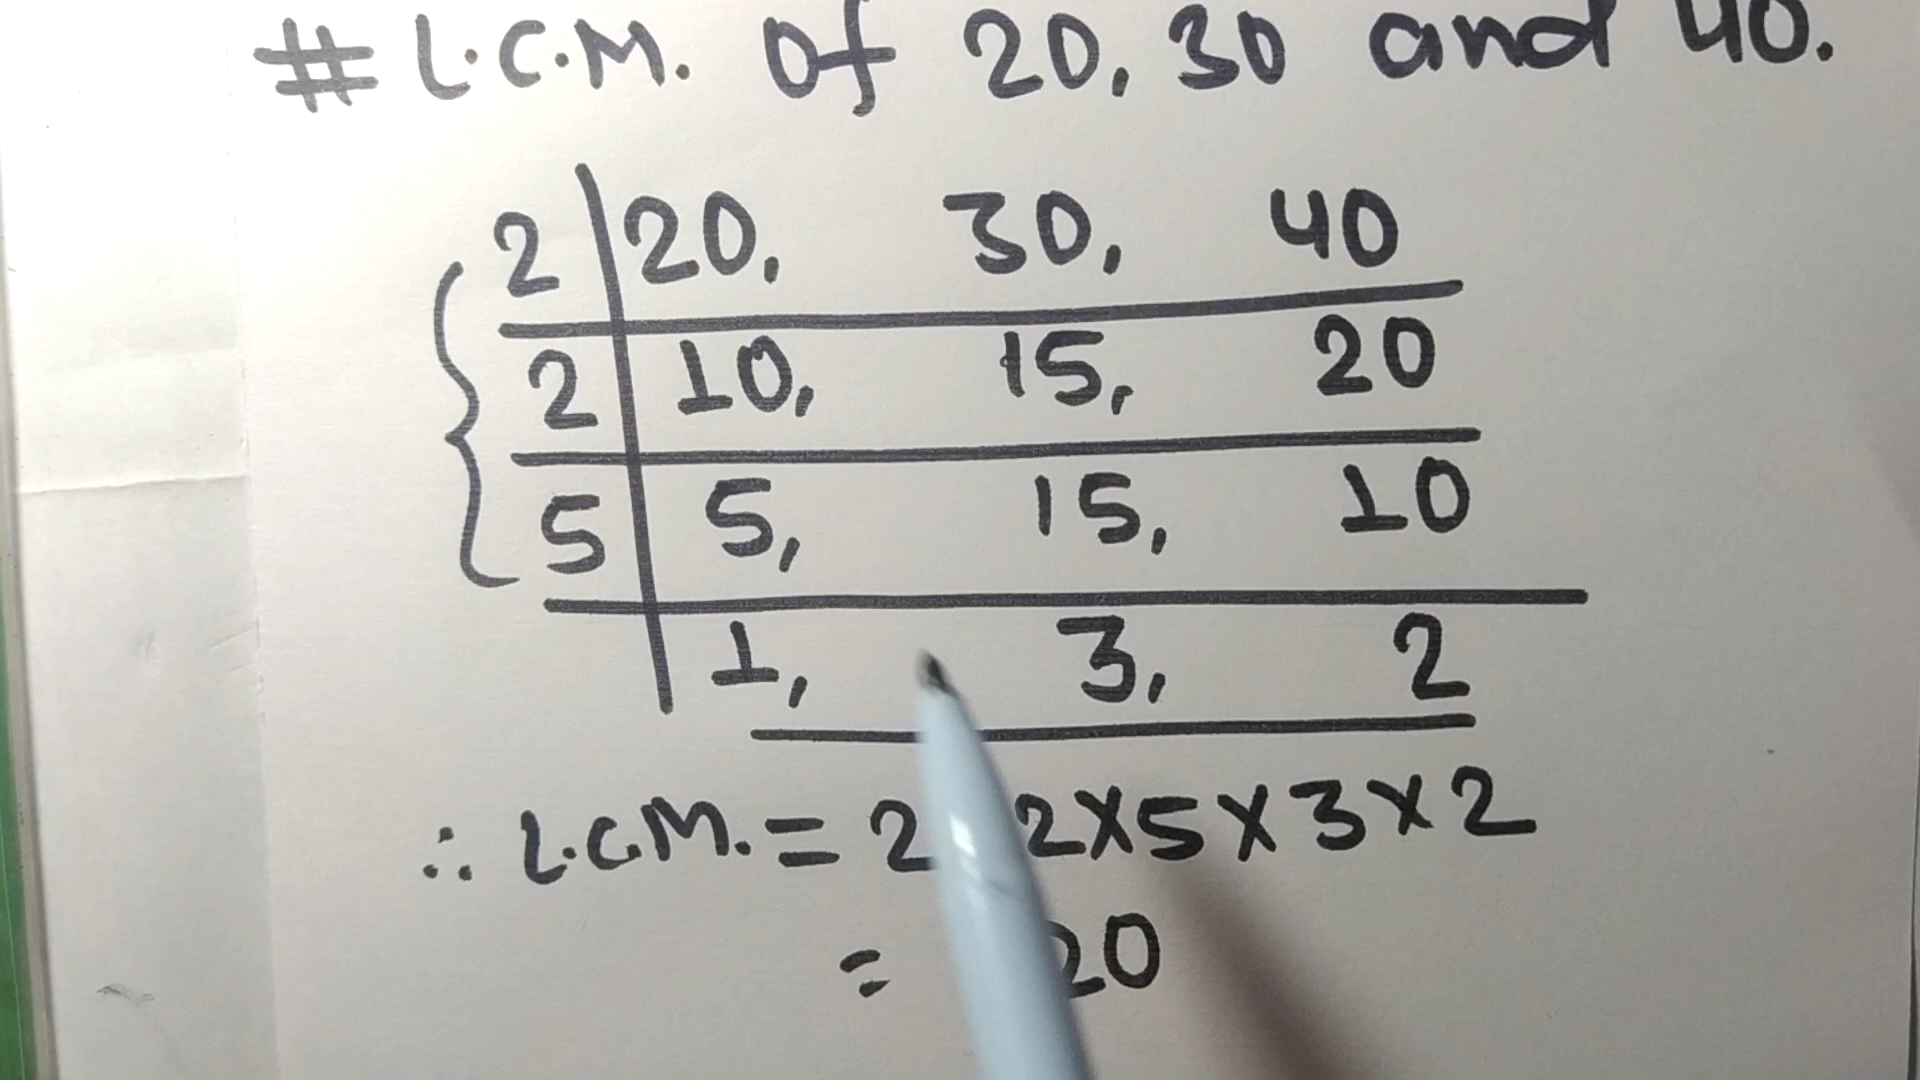 # L.C.M. of 20, 30 and 40.
2 | 20, 30, 40
2 | 10, 15, 20
5 | 5, 15, 10
1, 3, 2
∴ L.C.M. = 2 2×5×3×2
= 20